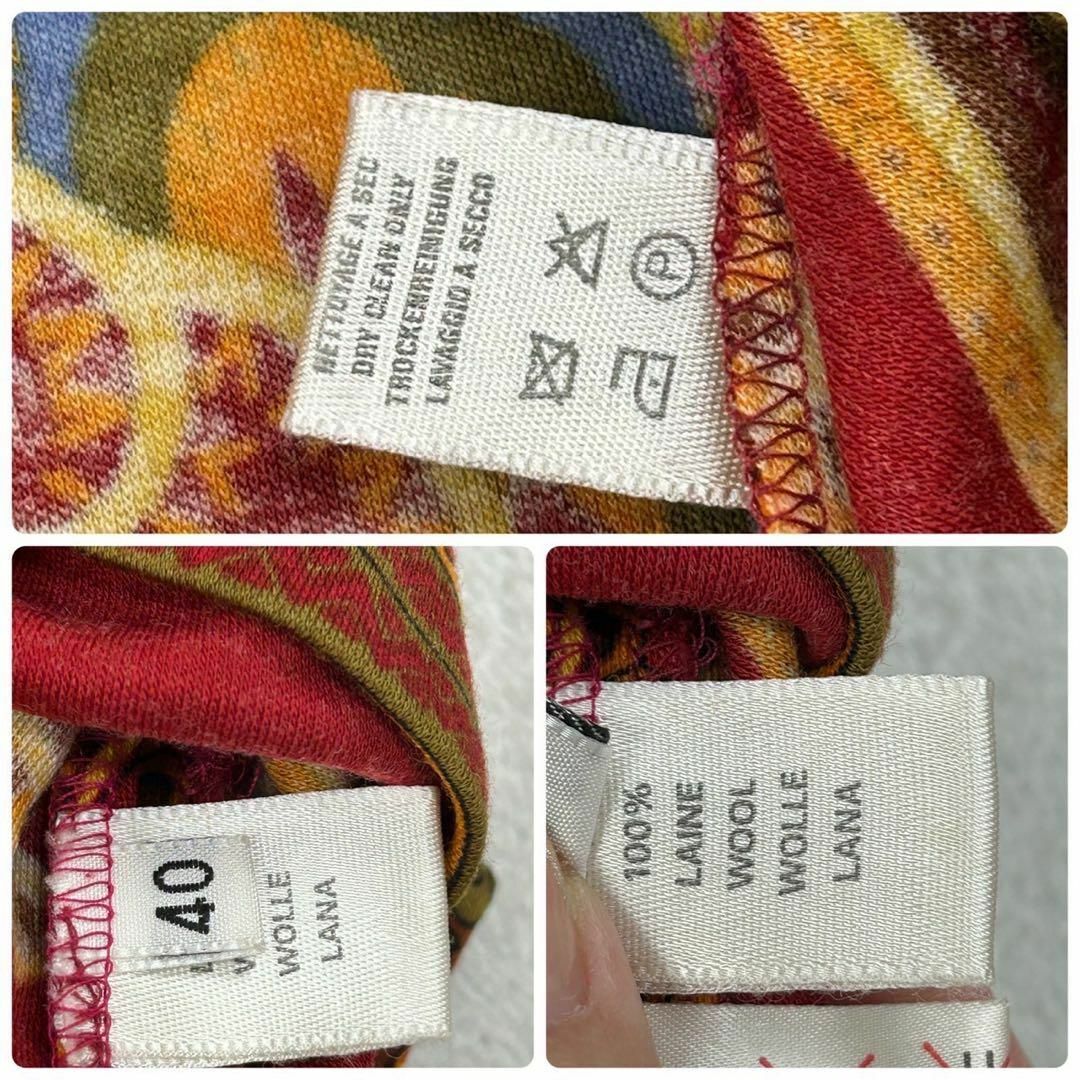 NETTOYAGE A SEC
DRY CLEAN ONLY
TROCKENREINIGUNG
LAVAGGIO A SECCO
P
40
WOLLE
LANA
100%
LAINE
WOOL
WOLLE
LANA